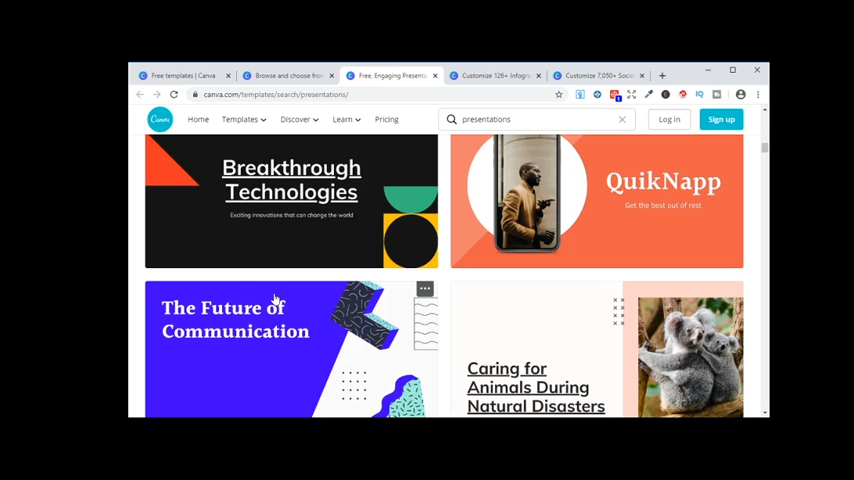 Free templates | Canva
Browse and choose from
Free, Engaging Presenta
Customize 126+ Infogra
Customize 7,050+ Social
canva.com/templates/search/presentations/
Canva
Home
Templates
Discover
Learn
Pricing
presentations
Log in
Sign up
Breakthrough
Technologies
Exciting innovations that can change the world
QuikNapp
Get the best out of rest
The Future of
Communication
Caring for
Animals During
Natural Disasters